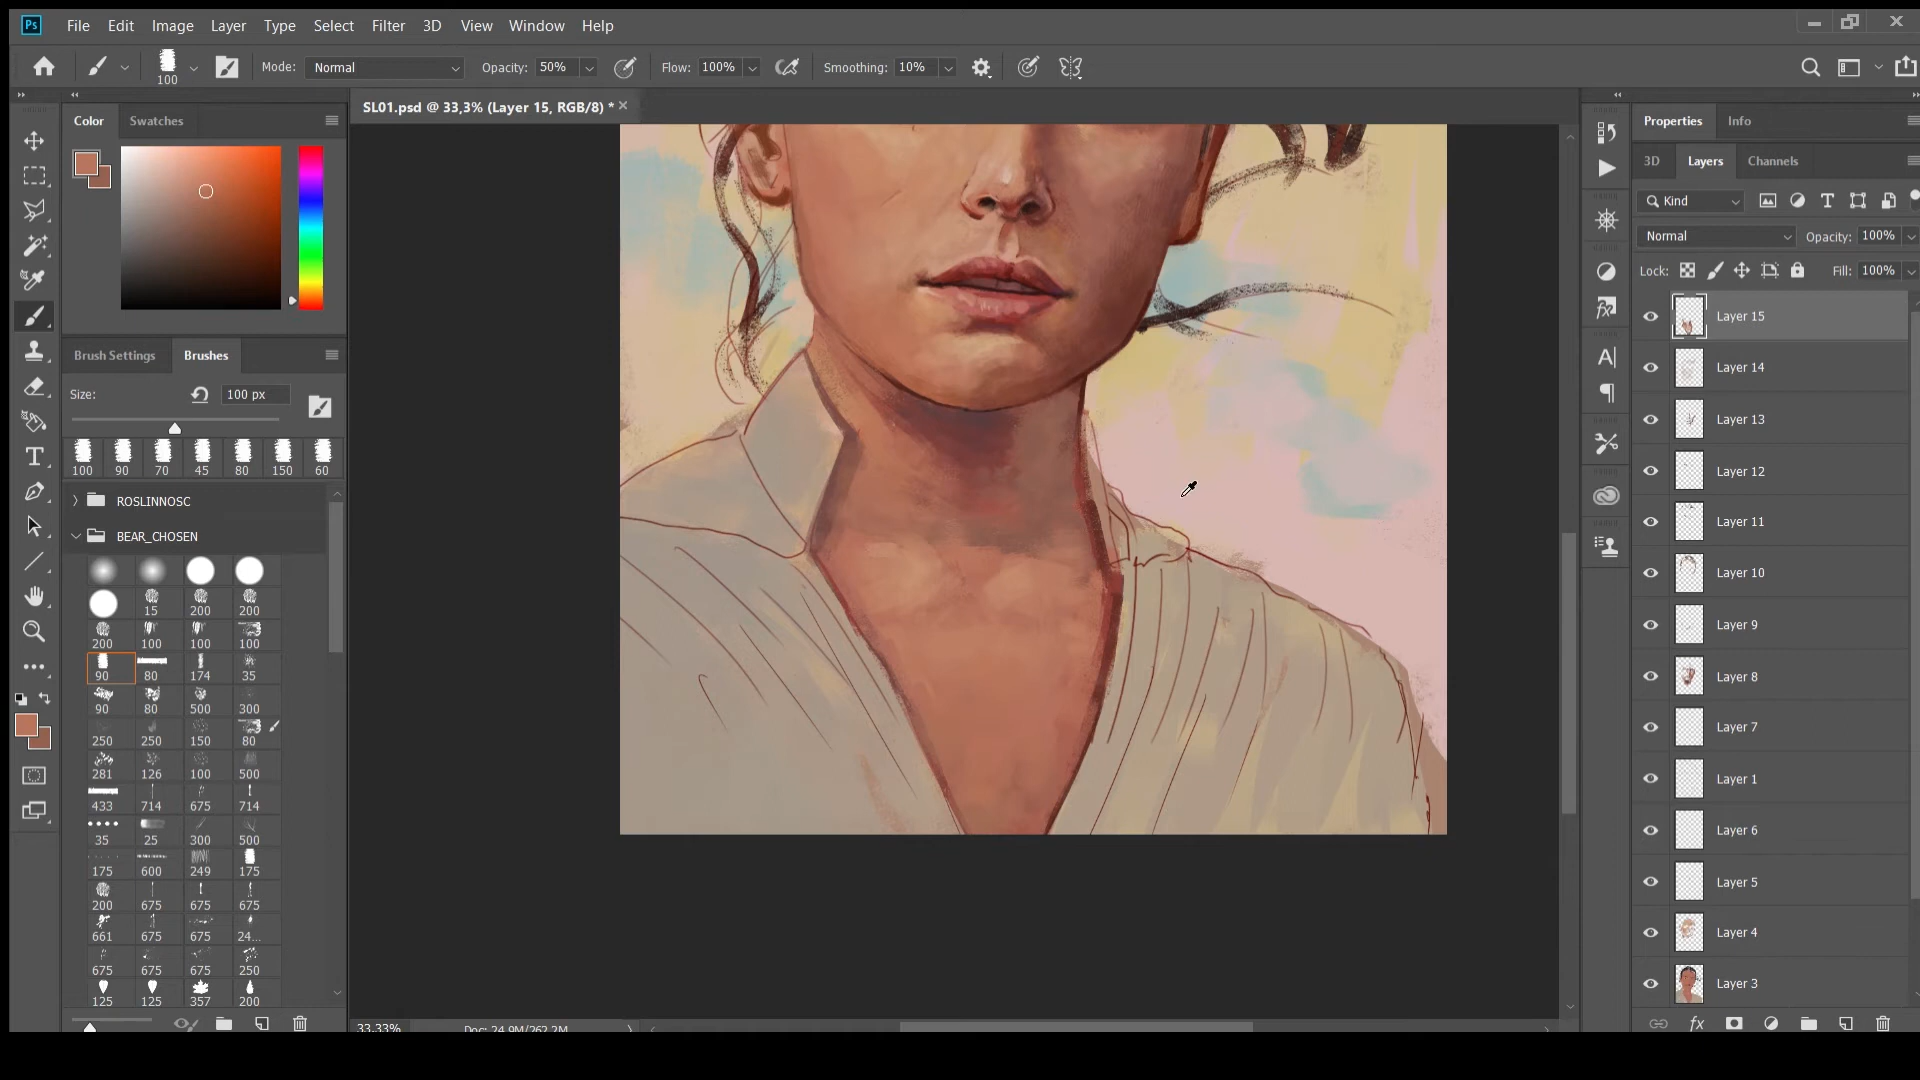 Ps File Edit Image Layer Type Select Filter 3D View Window Help
100 Mode: Normal Opacity: 50% Flow: 100% Smoothing: 10%
SL01.psd @ 33,3% (Layer 15, RGB/8) * ×
Color Swatches
Brush Settings Brushes
Size: 100 px
100 90 70 45 80 150 60
ROSLINNOSC
BEAR_CHOSEN
15 200 200
200 100 100 100
90 80 174 35
90 80 500 300
250 250 150 80
281 126 100 500
433 714 675 714
35 25 300 500
175 600 249 175
200 675 675 675
661 675 675 24...
675 675 675 250
125 125 357 200
33,33% Doc: 24,9M/262,2M
Properties Info
3D Layers Channels
Kind
Normal Opacity: 100%
Lock: Fill: 100%
Layer 15
Layer 14
Layer 13
Layer 12
Layer 11
Layer 10
Layer 9
Layer 8
Layer 7
Layer 1
Layer 6
Layer 5
Layer 4
Layer 3
fx